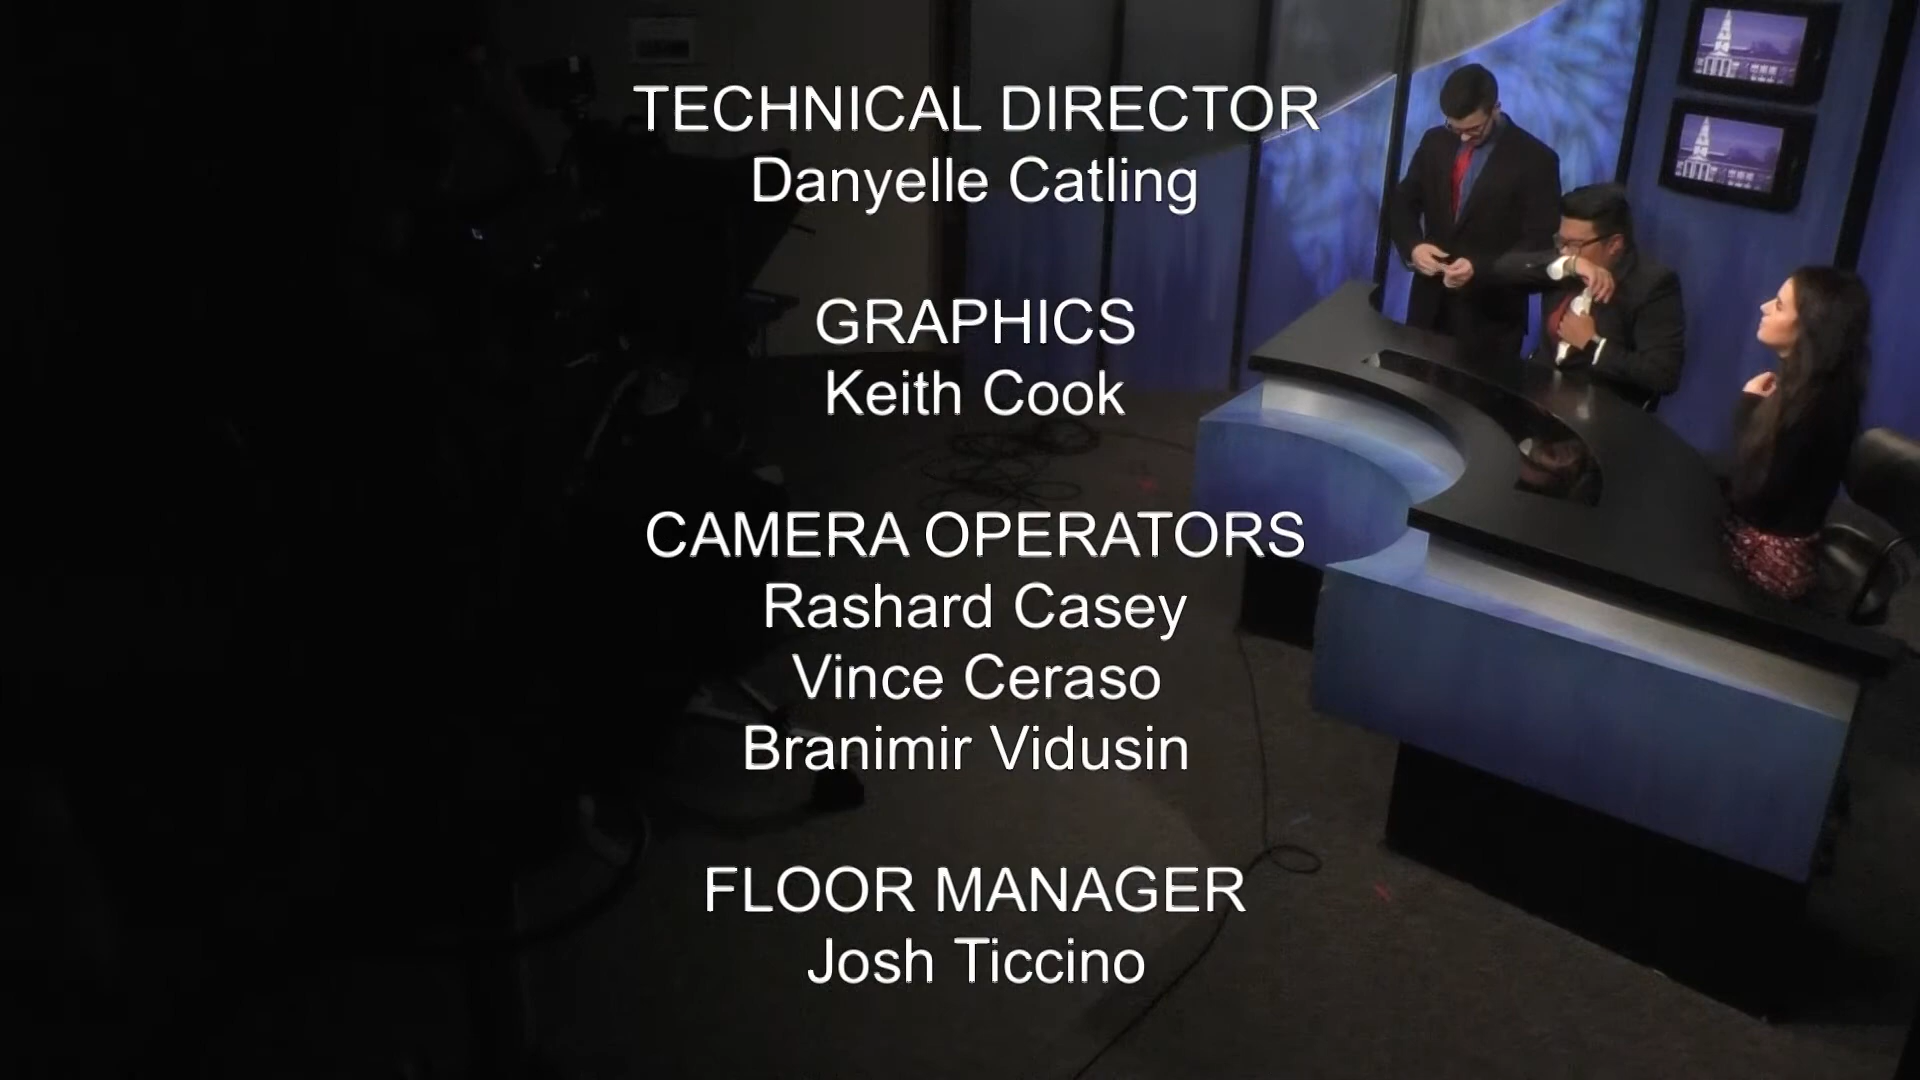 TECHNICAL DIRECTOR
Danyelle Catling
GRAPHICS
Keith Cook
CAMERA OPERATORS
Rashard Casey
Vince Ceraso
Branimir Vidusin
FLOOR MANAGER
Josh Ticcino